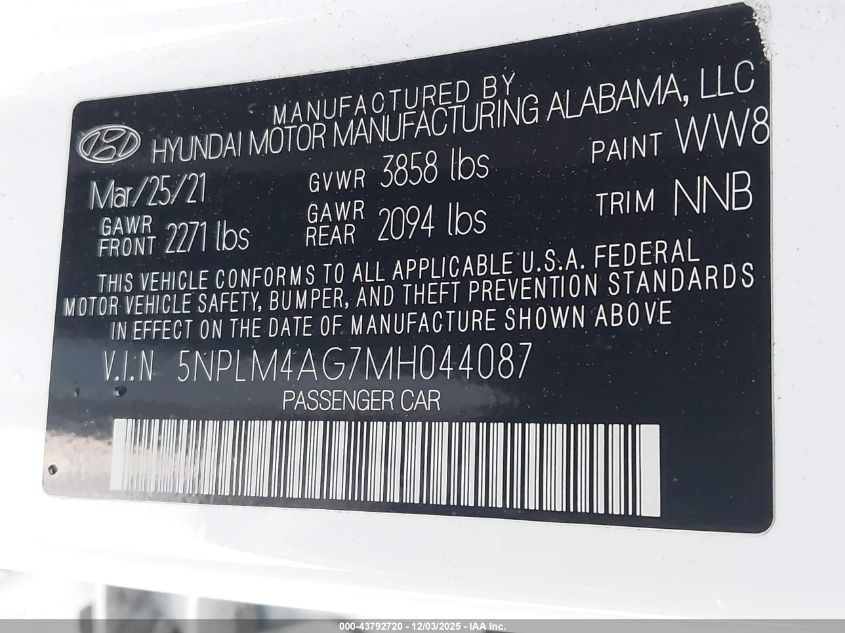 MANUFACTURED BY
HYUNDAI MOTOR MANUFACTURING ALABAMA, LLC
Mar/25/21 GVWR 3858 lbs PAINT WW8
GAWR FRONT 2271 lbs GAWR REAR 2094 lbs TRIM NNB
THIS VEHICLE CONFORMS TO ALL APPLICABLE U.S.A. FEDERAL
MOTOR VEHICLE SAFETY, BUMPER, AND THEFT PREVENTION STANDARDS
IN EFFECT ON THE DATE OF MANUFACTURE SHOWN ABOVE
V.I.N 5NPLM4AG7MH044087
PASSENGER CAR
000-43792720 - 12/03/2025 - IAA Inc.